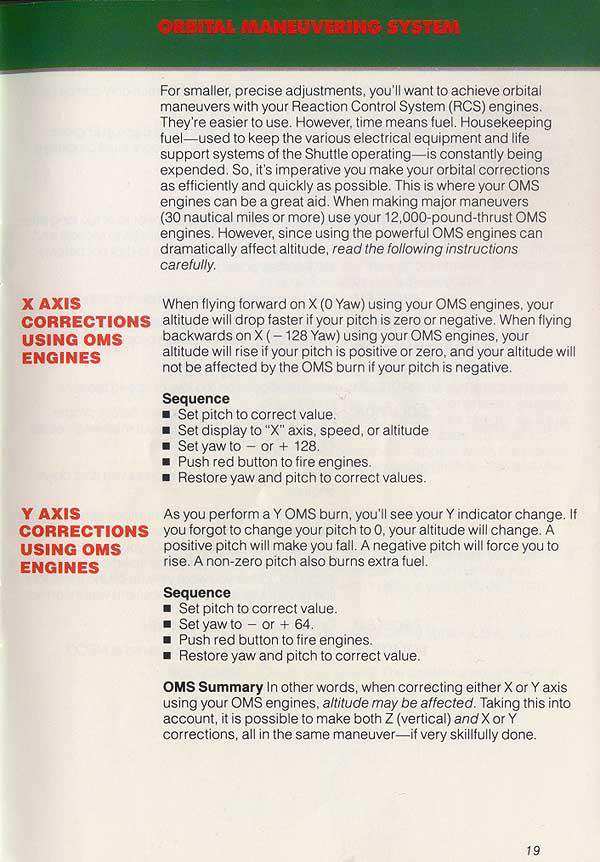 ORBITAL MANEUVERING SYSTEM
For smaller, precise adjustments, you'll want to achieve orbital
maneuvers with your Reaction Control System (RCS) engines.
They're easier to use. However, time means fuel. Housekeeping
fuel—used to keep the various electrical equipment and life
support systems of the Shuttle operating—is constantly being
expended. So, it's imperative you make your orbital corrections
as efficiently and quickly as possible. This is where your OMS
engines can be a great aid. When making major maneuvers
(30 nautical miles or more) use your 12,000-pound-thrust OMS
engines. However, since using the powerful OMS engines can
dramatically affect altitude, read the following instructions
carefully.
X AXIS
CORRECTIONS
USING OMS
ENGINES
When flying forward on X (0 Yaw) using your OMS engines, your
altitude will drop faster if your pitch is zero or negative. When flying
backwards on X (– 128 Yaw) using your OMS engines, your
altitude will rise if your pitch is positive or zero, and your altitude will
not be affected by the OMS burn if your pitch is negative.
Sequence
■ Set pitch to correct value.
■ Set display to "X" axis, speed, or altitude
■ Set yaw to – or + 128.
■ Push red button to fire engines.
■ Restore yaw and pitch to correct values.
Y AXIS
CORRECTIONS
USING OMS
ENGINES
As you perform a Y OMS burn, you'll see your Y indicator change. If
you forgot to change your pitch to 0, your altitude will change. A
positive pitch will make you fall. A negative pitch will force you to
rise. A non-zero pitch also burns extra fuel.
Sequence
■ Set pitch to correct value.
■ Set yaw to – or + 64.
■ Push red button to fire engines.
■ Restore yaw and pitch to correct value.
OMS Summary In other words, when correcting either X or Y axis
using your OMS engines, altitude may be affected. Taking this into
account, it is possible to make both Z (vertical) and X or Y
corrections, all in the same maneuver—if very skillfully done.
19